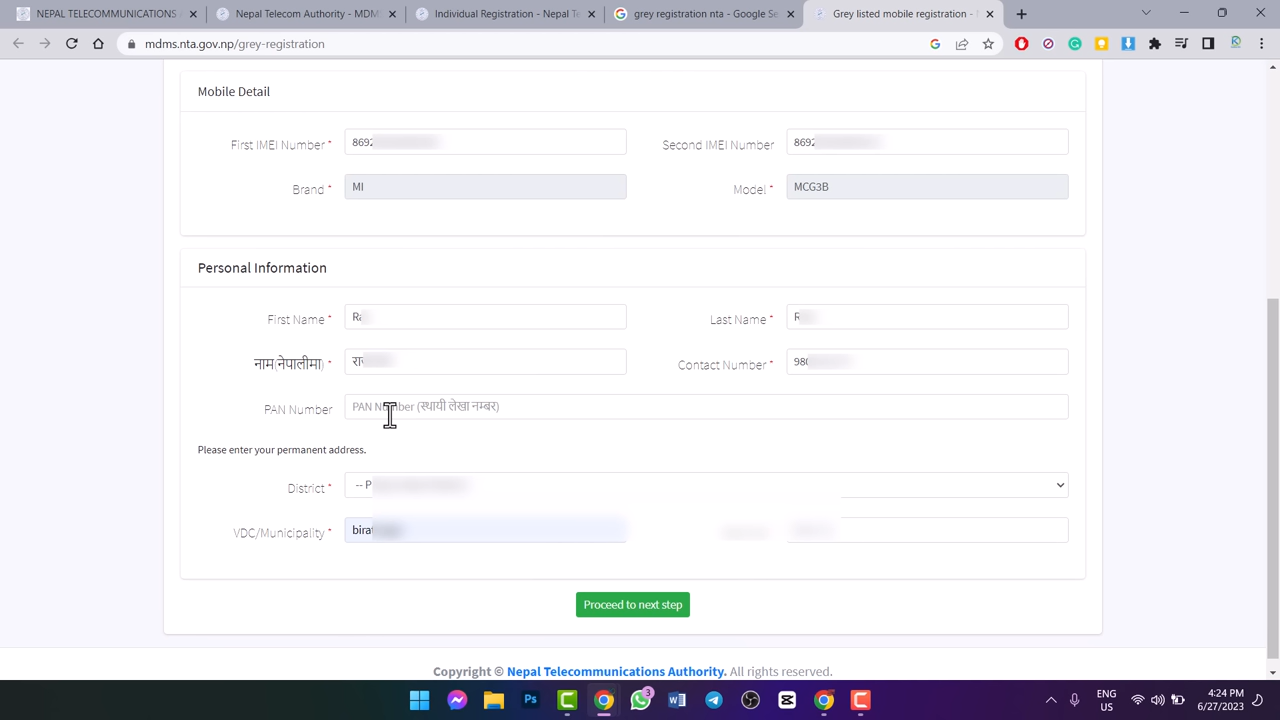 NEPAL TELECOMMUNICATIONS
Nepal Telecom Authority - MDM
Individual Registration - Nepal Te
grey registration nta - Google Se
Grey listed mobile registration -
mdms.nta.gov.np/grey-registration
Mobile Detail
First IMEI Number * 8692
Second IMEI Number 8692
Brand * MI
Model * MCG3B
Personal Information
First Name *
Last Name * R
नाम(नेपालीमा) * रा
Contact Number * 980
PAN Number PAN Number (स्थायी लेखा नम्बर)
Please enter your permanent address.
District * -- P
VDC/Municipality *
Proceed to next step
Copyright © Nepal Telecommunications Authority. All rights reserved.
3
ENG
US
4:24 PM
6/27/2023